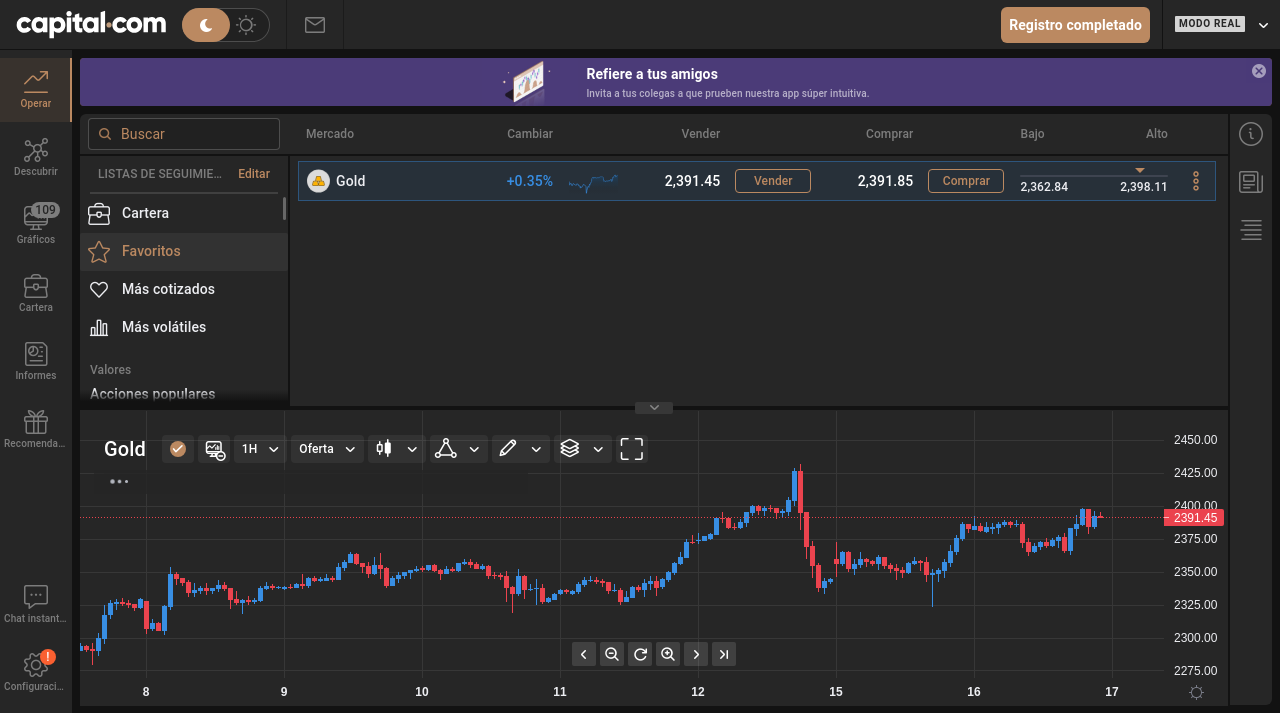 capital.com
Registro completado
MODO REAL
Operar
Descubrir
109
Gráficos
Cartera
Informes
Recomenda...
Chat instant...
!
Configuraci...
Refiere a tus amigos
Invita a tus colegas a que prueben nuestra app súper intuitiva.
Buscar
LISTAS DE SEGUIMIE... Editar
Cartera
Favoritos
Más cotizados
Más volátiles
Valores
Acciones populares
Mercado Cambiar Vender Comprar Bajo Alto
Gold +0.35% 2,391.45 Vender 2,391.85 Comprar 2,362.84 2,398.11
Gold 1H Oferta
2450.00
2425.00
2400.00
2391.45
2375.00
2350.00
2325.00
2300.00
2275.00
8 9 10 11 12 15 16 17